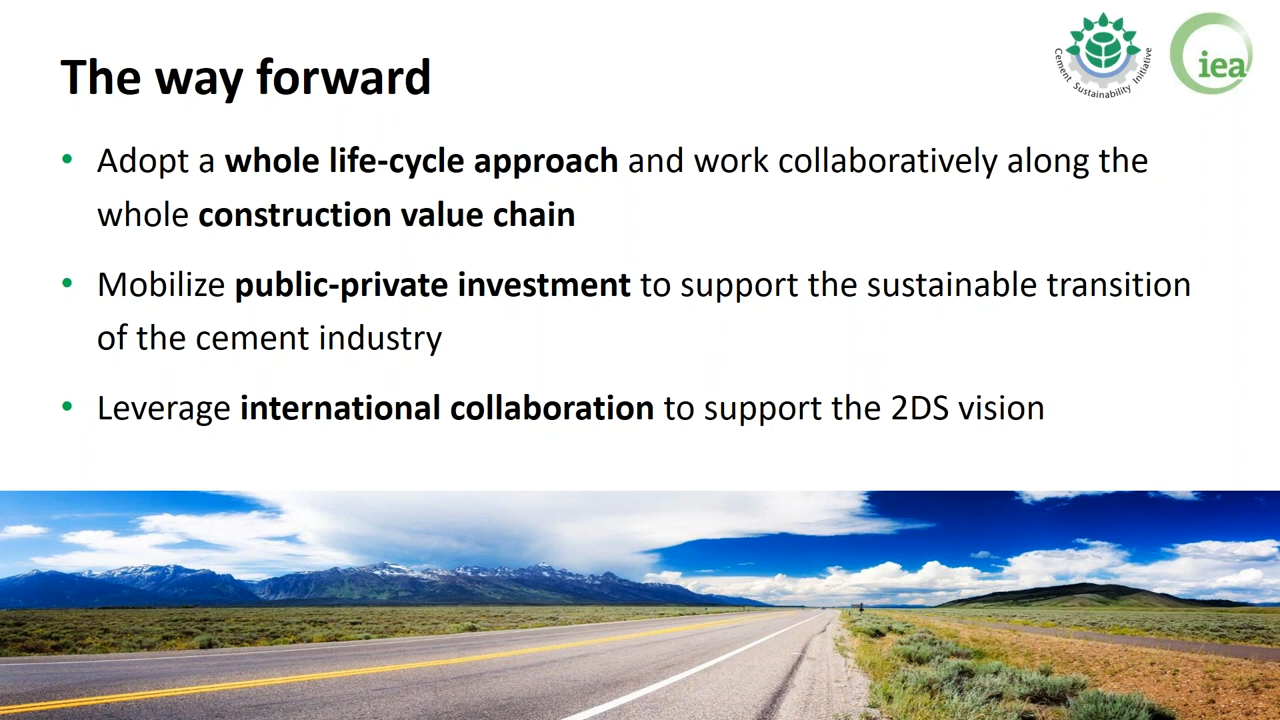 The way forward
Cement Sustainability Initiative
iea
• Adopt a whole life-cycle approach and work collaboratively along the
whole construction value chain
• Mobilize public-private investment to support the sustainable transition
of the cement industry
• Leverage international collaboration to support the 2DS vision